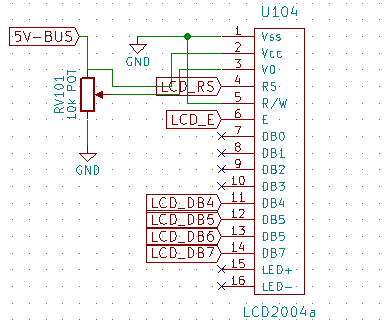 U104
5V-BUS
GND
RV101
10k POT
GND
LCD_RS
LCD_E
LCD_DB4
LCD_DB5
LCD_DB6
LCD_DB7
1 Vss
2 Vcc
3 VO
4 RS
5 R/W
6 E
7 DB0
8 DB1
9 DB2
10 DB3
11 DB4
12 DB5
13 DB5
14 DB7
15 LED+
16 LED-
LCD2004a